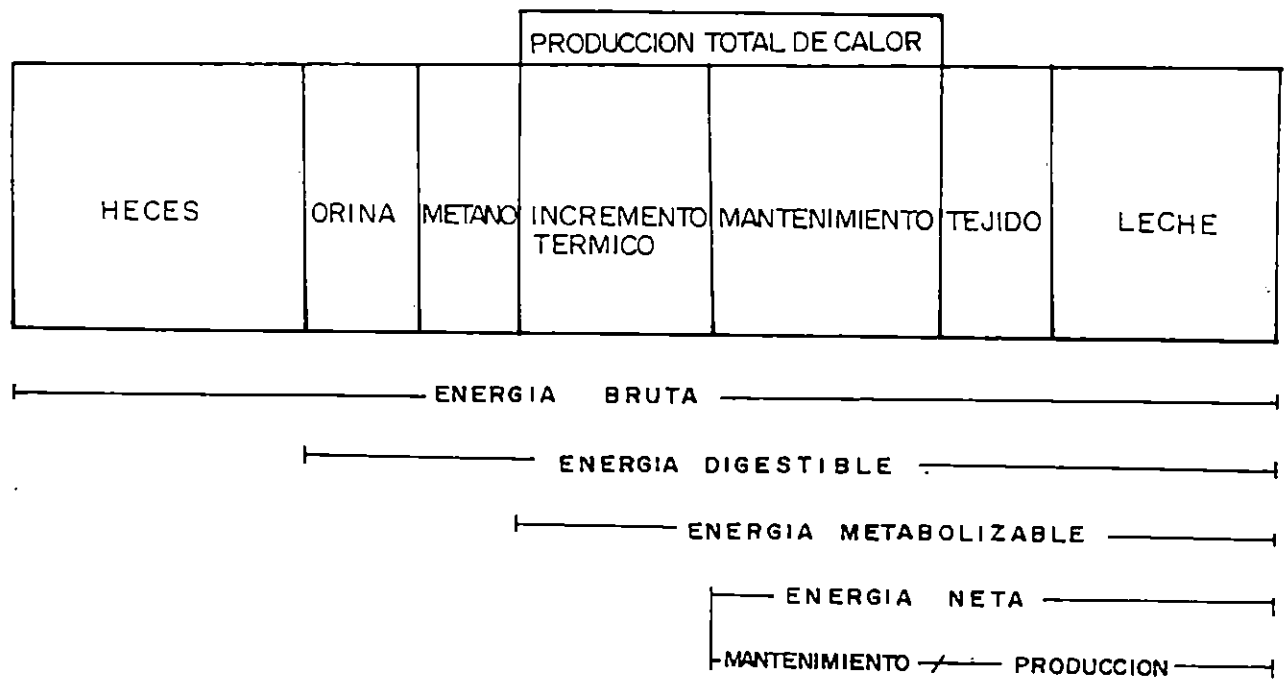 PRODUCCION TOTAL DE CALOR
HECES
ORINA
METANO
INCREMENTO
TERMICO
MANTENIMIENTO
TEJIDO
LECHE
ENERGIA BRUTA
ENERGIA DIGESTIBLE
ENERGIA METABOLIZABLE
ENERGIA NETA
MANTENIMIENTO / PRODUCCION